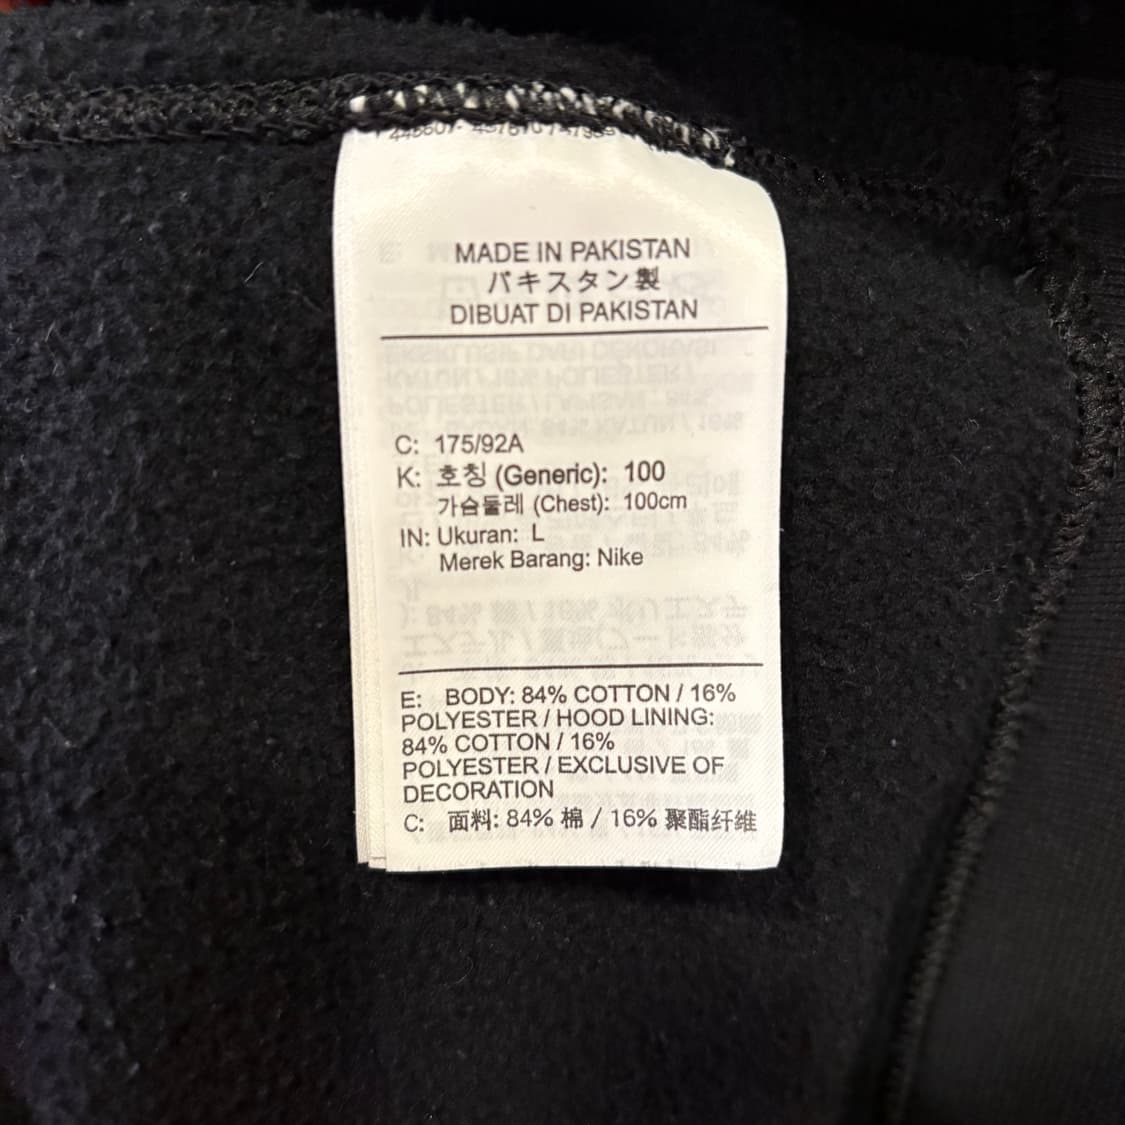 MADE IN PAKISTAN
パキスタン製
DIBUAT DI PAKISTAN
C: 175/92A
K: 호칭 (Generic): 100
가슴둘레 (Chest): 100cm
IN: Ukuran: L
Merek Barang: Nike
E: BODY: 84% COTTON / 16%
POLYESTER / HOOD LINING:
84% COTTON / 16%
POLYESTER / EXCLUSIVE OF
DECORATION
C: 面料: 84% 棉 / 16% 聚酯纤维